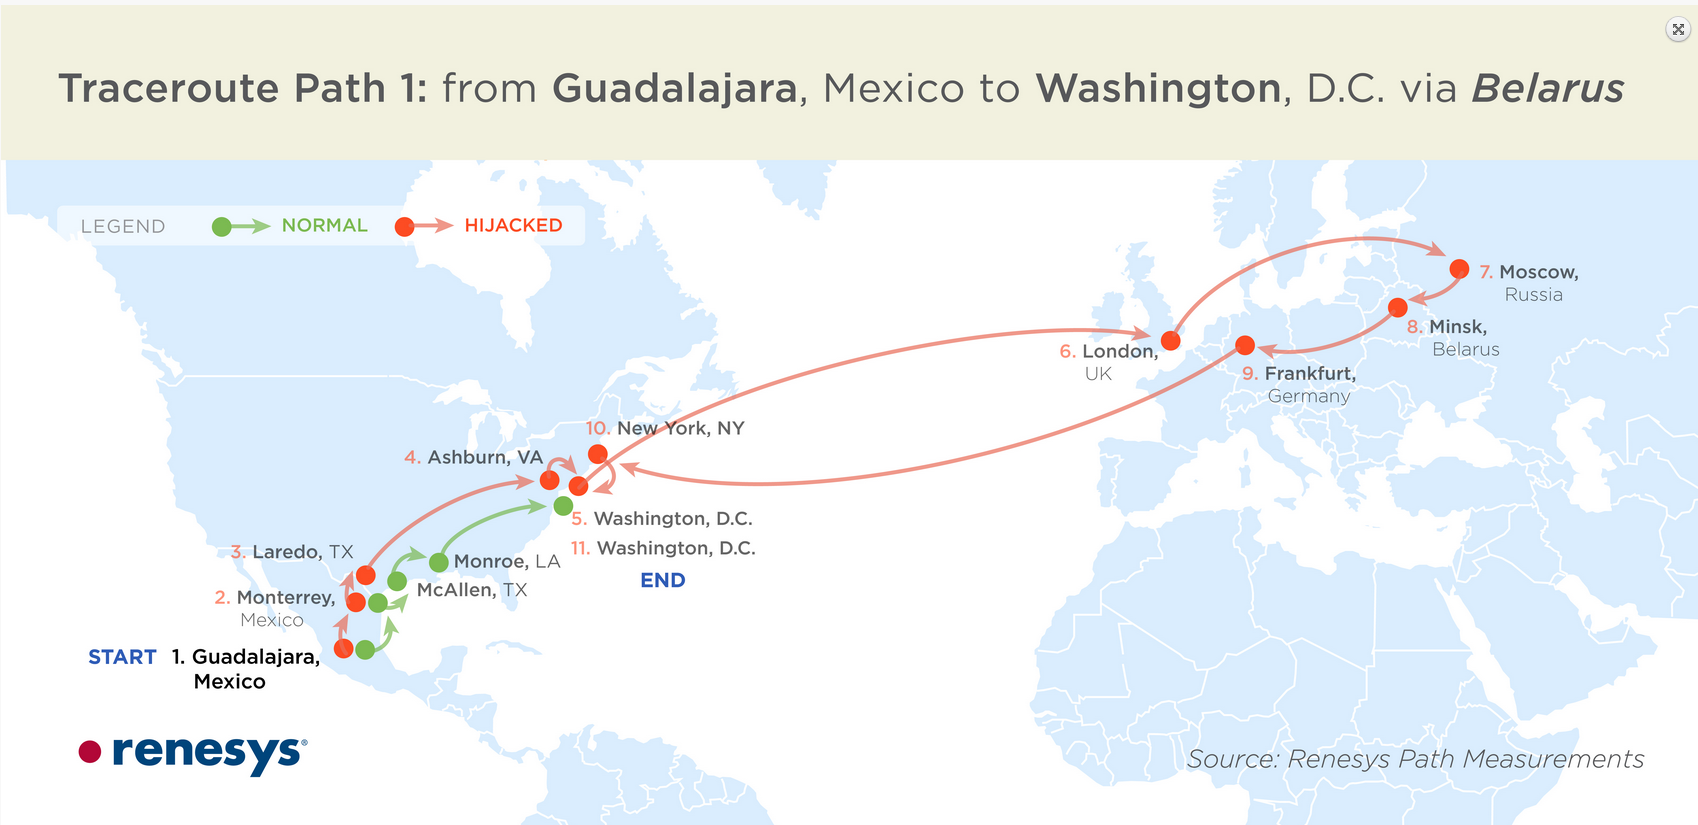 Traceroute Path 1: from Guadalajara, Mexico to Washington, D.C. via Belarus
LEGEND
NORMAL
HIJACKED
7. Moscow,
Russia
8. Minsk,
Belarus
6. London,
UK
9. Frankfurt,
Germany
10. New York, NY
4. Ashburn, VA
5. Washington, D.C.
11. Washington, D.C.
END
3. Laredo, TX
Monroe, LA
McAllen, TX
2. Monterrey,
Mexico
START 1. Guadalajara,
Mexico
renesys®
Source: Renesys Path Measurements